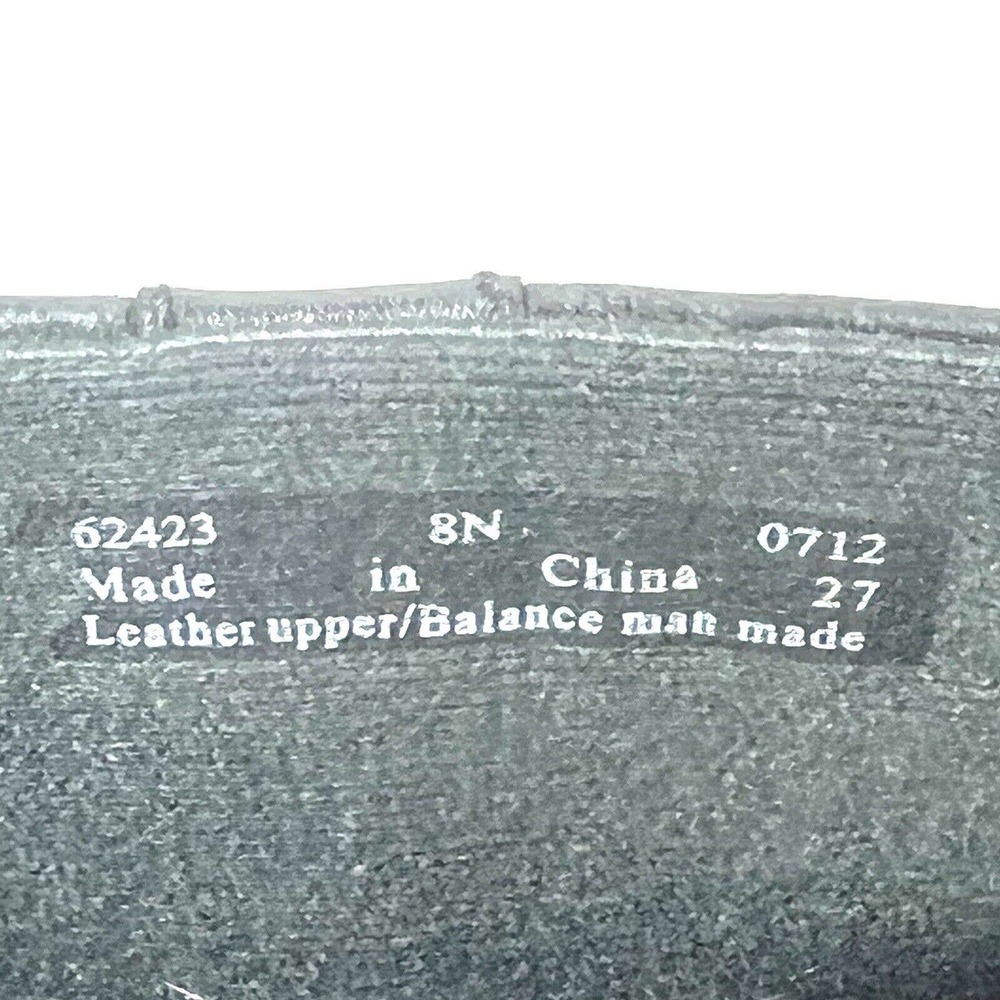 62423 8N 0712
Made in China 27
Leather upper/Balance man made